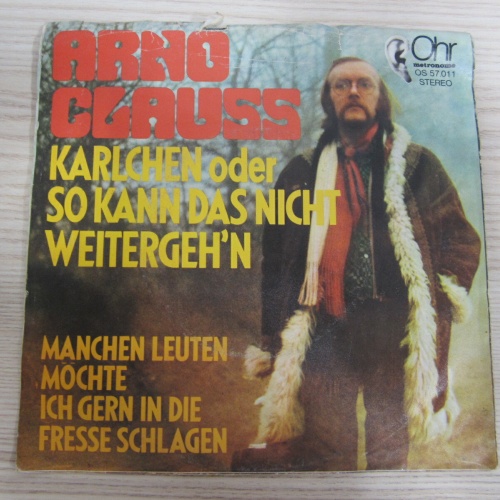 ARNO
CLAUSS
KARLCHEN oder
SO KANN DAS NICHT
WEITERGEH'N
MANCHEN LEUTEN
MÖCHTE
ICH GERN IN DIE
FRESSE SCHLAGEN
Ohr
metronome
OS 57.011
STEREO